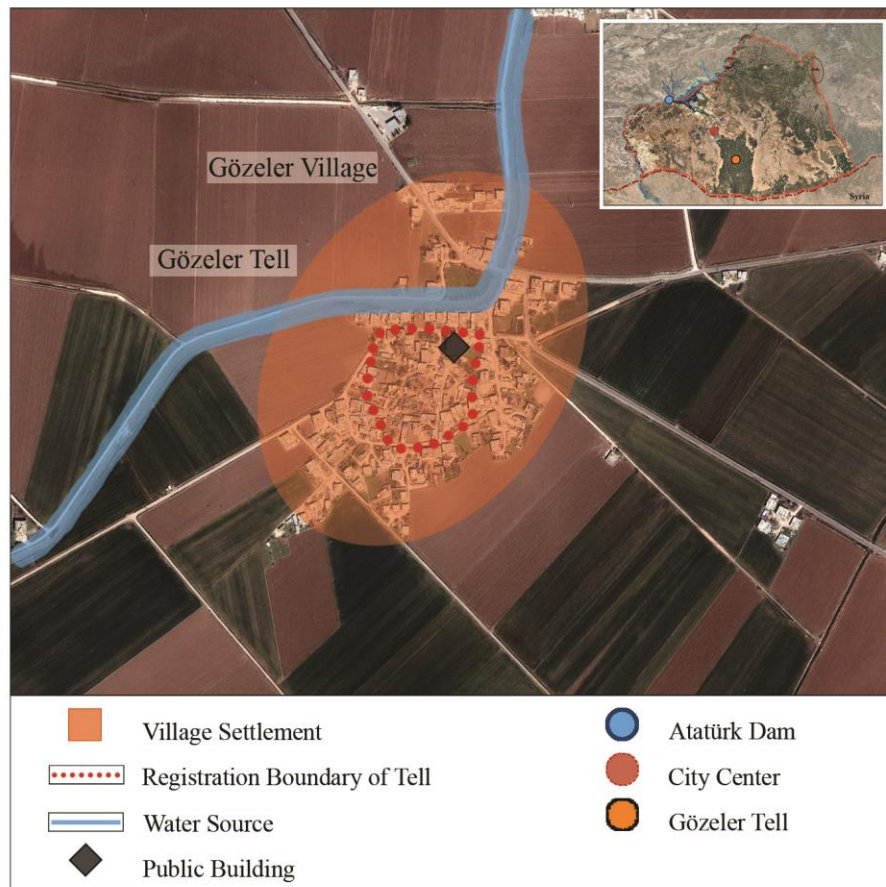 Gözeler Village
Gözeler Tell
Syria
Village Settlement
Registration Boundary of Tell
Water Source
Public Building
Atatürk Dam
City Center
Gözeler Tell